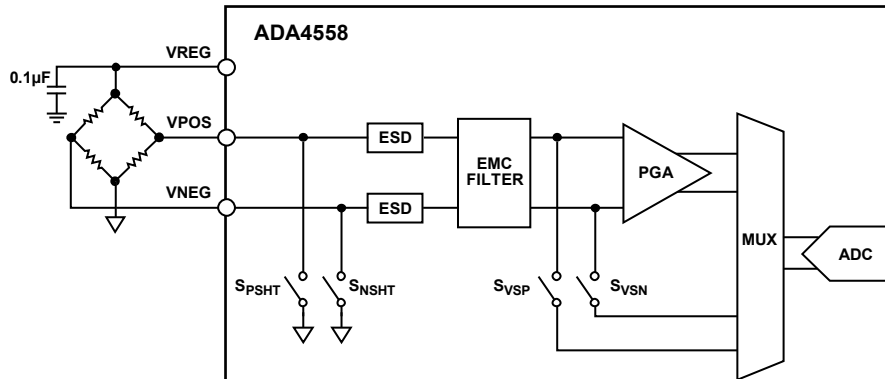 ADA4558
VREG
0.1µF
VPOS
ESD
EMC
FILTER
PGA
VNEG
ESD
MUX
ADC
SPSHT
SNSHT
SVSP
SVSN